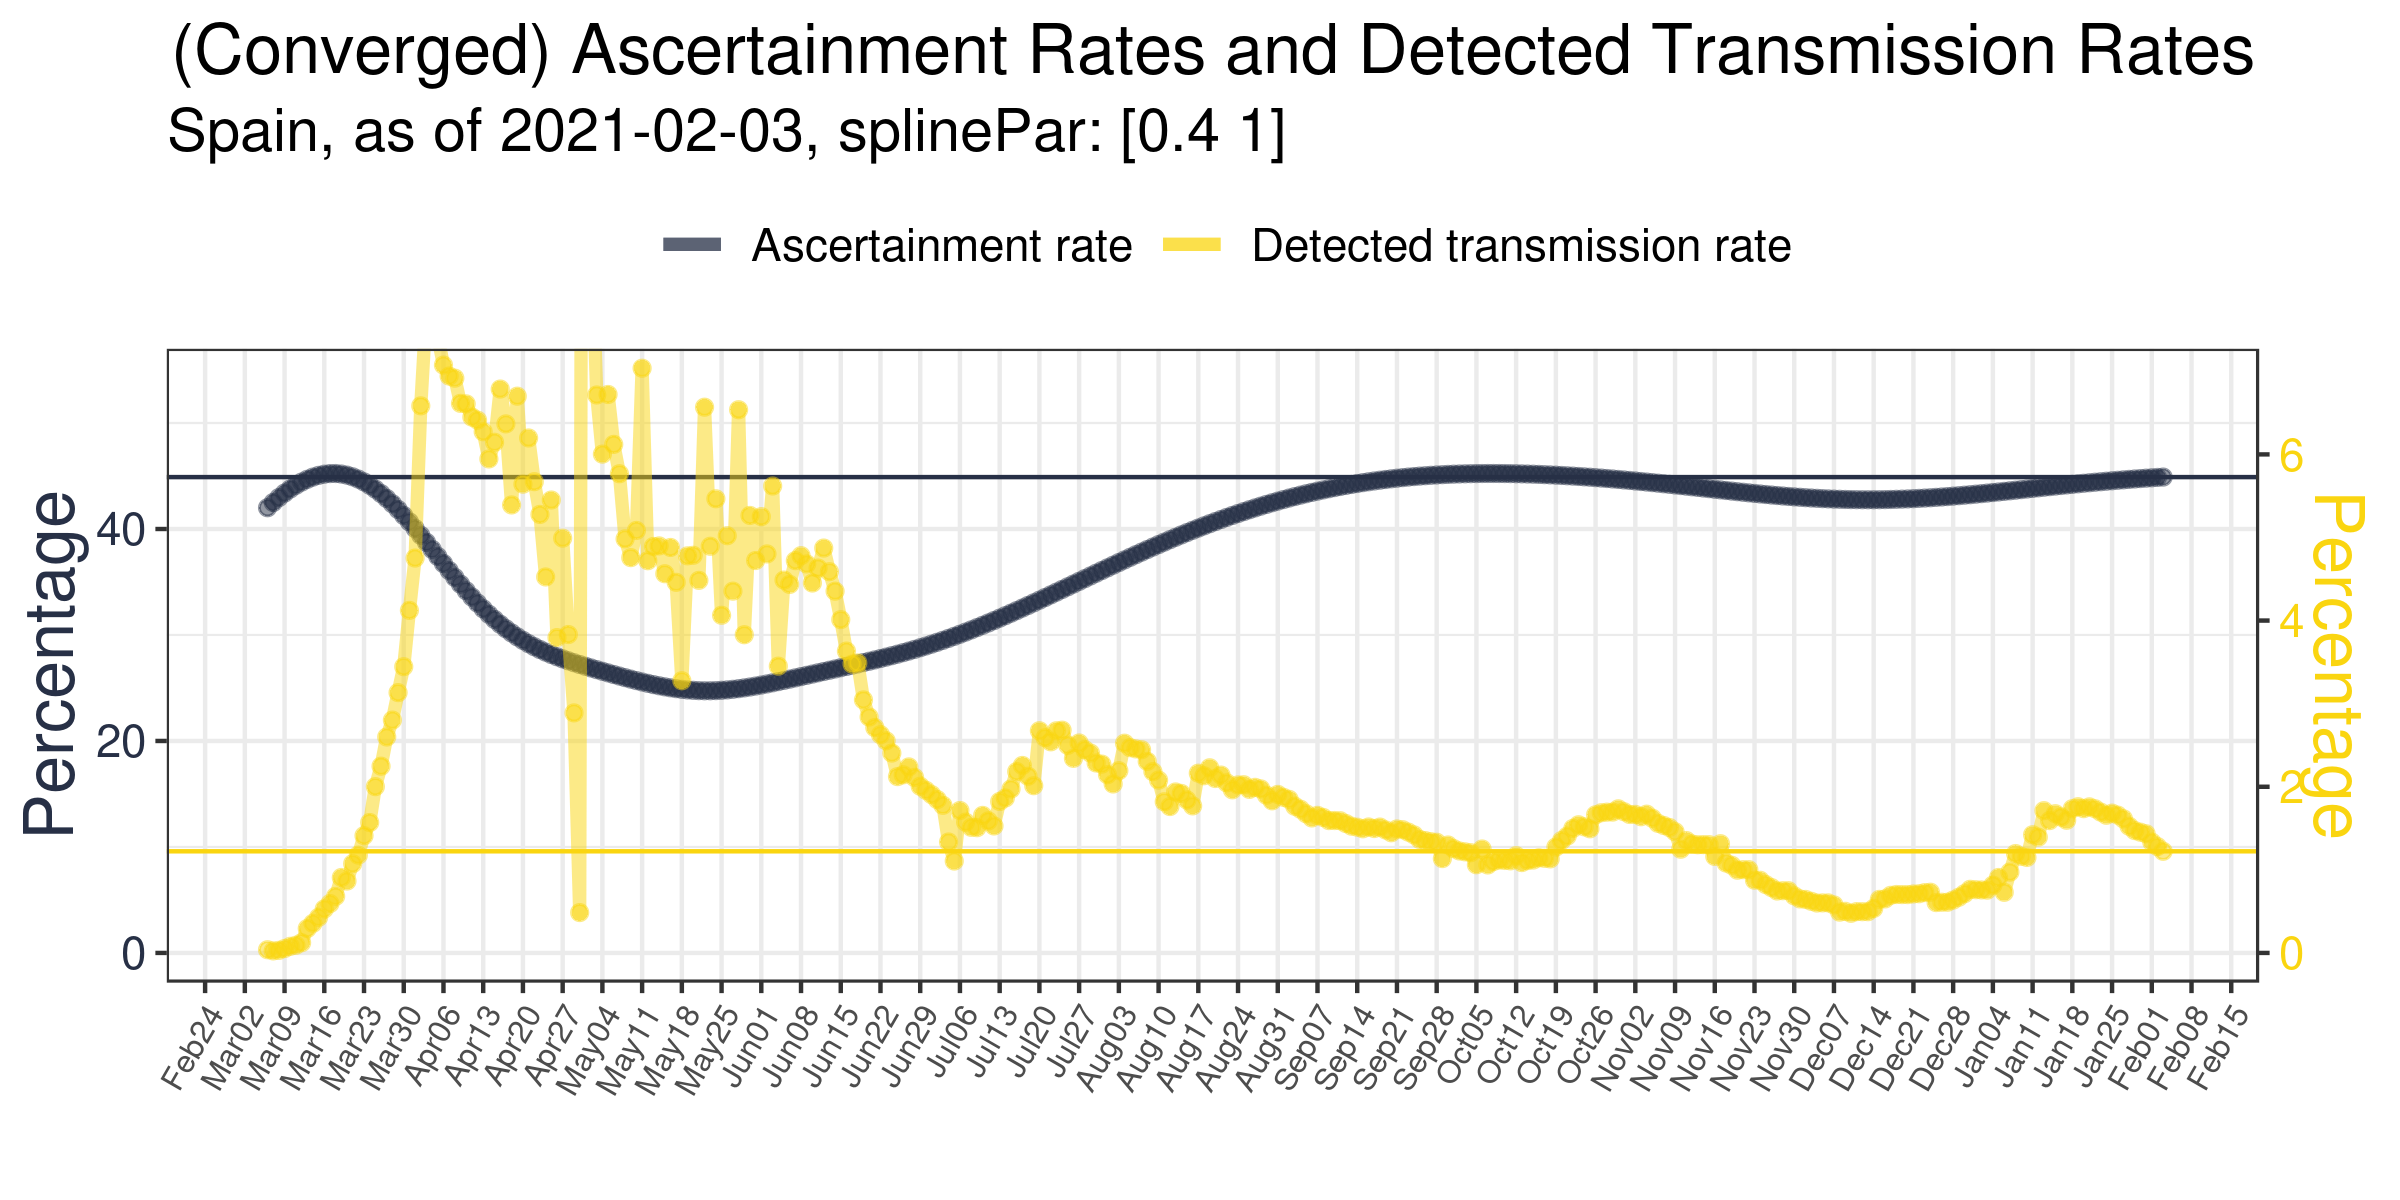 (Converged) Ascertainment Rates and Detected Transmission Rates
Spain, as of 2021-02-03, splinePar: [0.4 1]
Ascertainment rate
Detected transmission rate
Percentage
40
20
0
6
4
2
0
Percentage
Feb24
Mar02
Mar09
Mar16
Mar23
Mar30
Apr06
Apr13
Apr20
Apr27
May04
May11
May18
May25
Jun01
Jun08
Jun15
Jun22
Jun29
Jul06
Jul13
Jul20
Jul27
Aug03
Aug10
Aug17
Aug24
Aug31
Sep07
Sep14
Sep21
Sep28
Oct05
Oct12
Oct19
Oct26
Nov02
Nov09
Nov16
Nov23
Nov30
Dec07
Dec14
Dec21
Dec28
Jan04
Jan11
Jan18
Jan25
Feb01
Feb08
Feb15